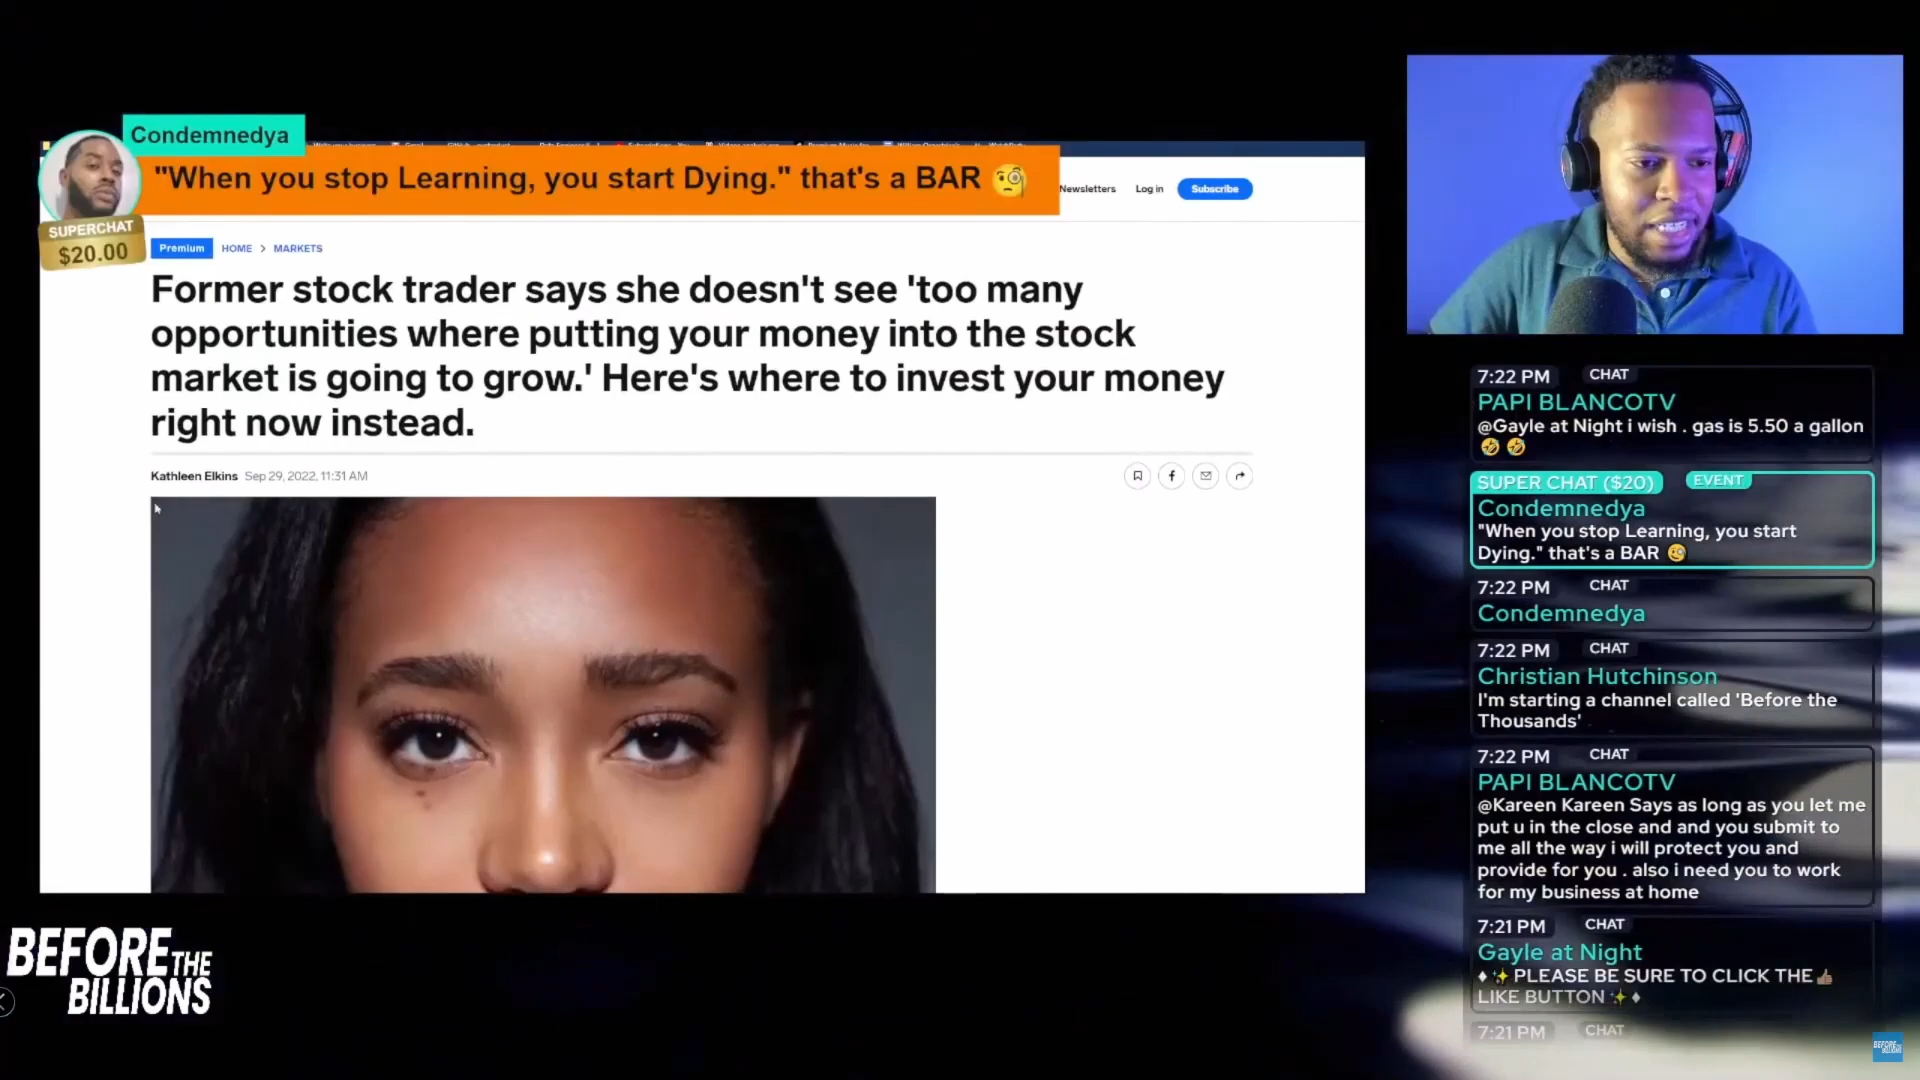 Condemnedya
"When you stop Learning, you start Dying." that's a BAR 🧐
SUPERCHAT
$20.00
Newsletters
Log in
Subscribe
Premium
HOME > MARKETS
Former stock trader says she doesn't see 'too many
opportunities where putting your money into the stock
market is going to grow.' Here's where to invest your money
right now instead.
Kathleen Elkins Sep 29, 2022, 11:31 AM
BEFORE THE
BILLIONS
7:22 PM CHAT
PAPI BLANCOTV
@Gayle at Night i wish . gas is 5.50 a gallon
🤣 🤣
SUPER CHAT ($20) EVENT
Condemnedya
"When you stop Learning, you start
Dying." that's a BAR 🧐
7:22 PM CHAT
Condemnedya
7:22 PM CHAT
Christian Hutchinson
I'm starting a channel called 'Before the
Thousands'
7:22 PM CHAT
PAPI BLANCOTV
@Kareen Kareen Says as long as you let me
put u in the close and and you submit to
me all the way i will protect you and
provide for you . also i need you to work
for my business at home
7:21 PM CHAT
Gayle at Night
♦✨PLEASE BE SURE TO CLICK THE👍🏽
LIKE BUTTON✨♦
7:21 PM CHAT
BEFORE THE
BILLIONS